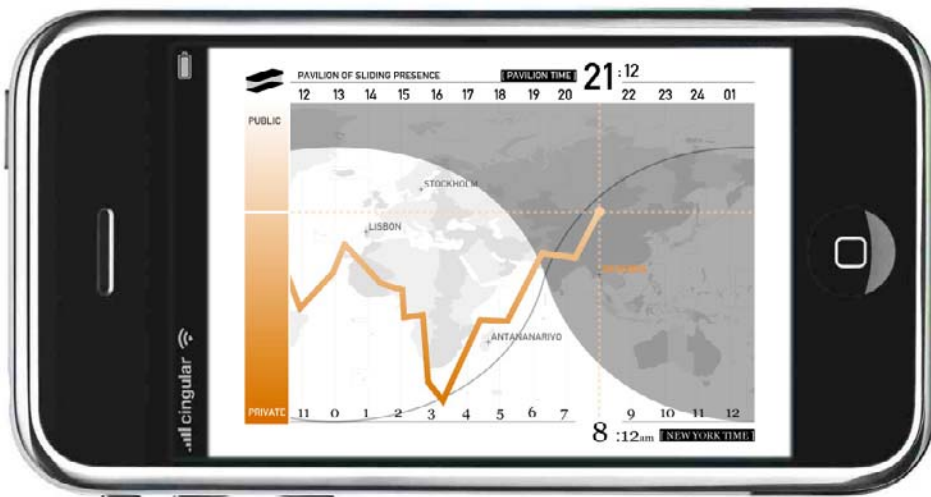 PAVILION OF SLIDING PRESENCE
[ PAVILION TIME ] 21 : 12
12 13 14 15 16 17 18 19 20 22 23 24 01
PUBLIC
STOCKHOLM
LISBON
ANTANANARIVO
PRIVATE
11 0 1 2 3 4 5 6 7 9 10 11 12
8 :12am [ NEW YORK TIME ]
cingular